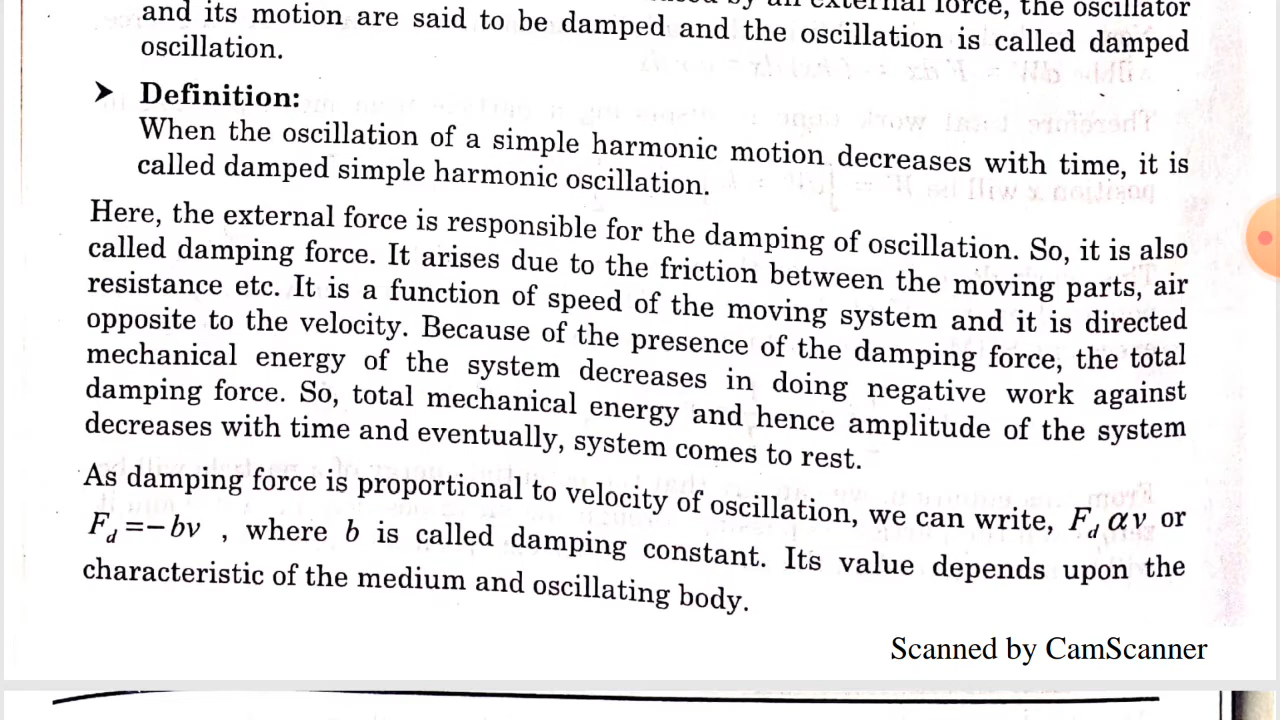 external force, the oscillator
and its motion are said to be damped and the oscillation is called damped
oscillation.
➤ Definition:
When the oscillation of a simple harmonic motion decreases with time, it is
called damped simple harmonic oscillation.
Here, the external force is responsible for the damping of oscillation. So, it is also
called damping force. It arises due to the friction between the moving parts, air
resistance etc. It is a function of speed of the moving system and it is directed
opposite to the velocity. Because of the presence of the damping force, the total
mechanical energy of the system decreases in doing negative work against
damping force. So, total mechanical energy and hence amplitude of the system
decreases with time and eventually, system comes to rest.
As damping force is proportional to velocity of oscillation, we can write, F_d α v or
F_d = – bv , where b is called damping constant. Its value depends upon the
characteristic of the medium and oscillating body.
Scanned by CamScanner